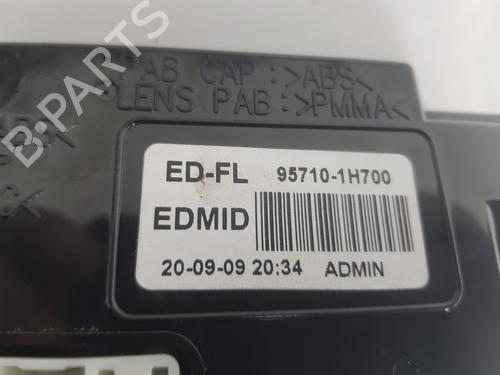 B-PARTS
PAB CAP :>ABS<
LENS PAB :>PMMA<
ED-FL 95710-1H700
EDMID
20-09-09 20:34 ADMIN